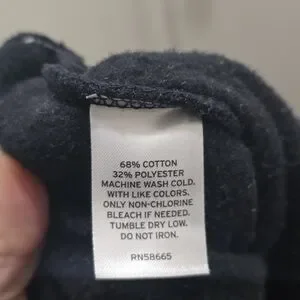 68% COTTON
32% POLYESTER
MACHINE WASH COLD.
WITH LIKE COLORS.
ONLY NON-CHLORINE
BLEACH IF NEEDED.
TUMBLE DRY LOW.
DO NOT IRON.
RN58665